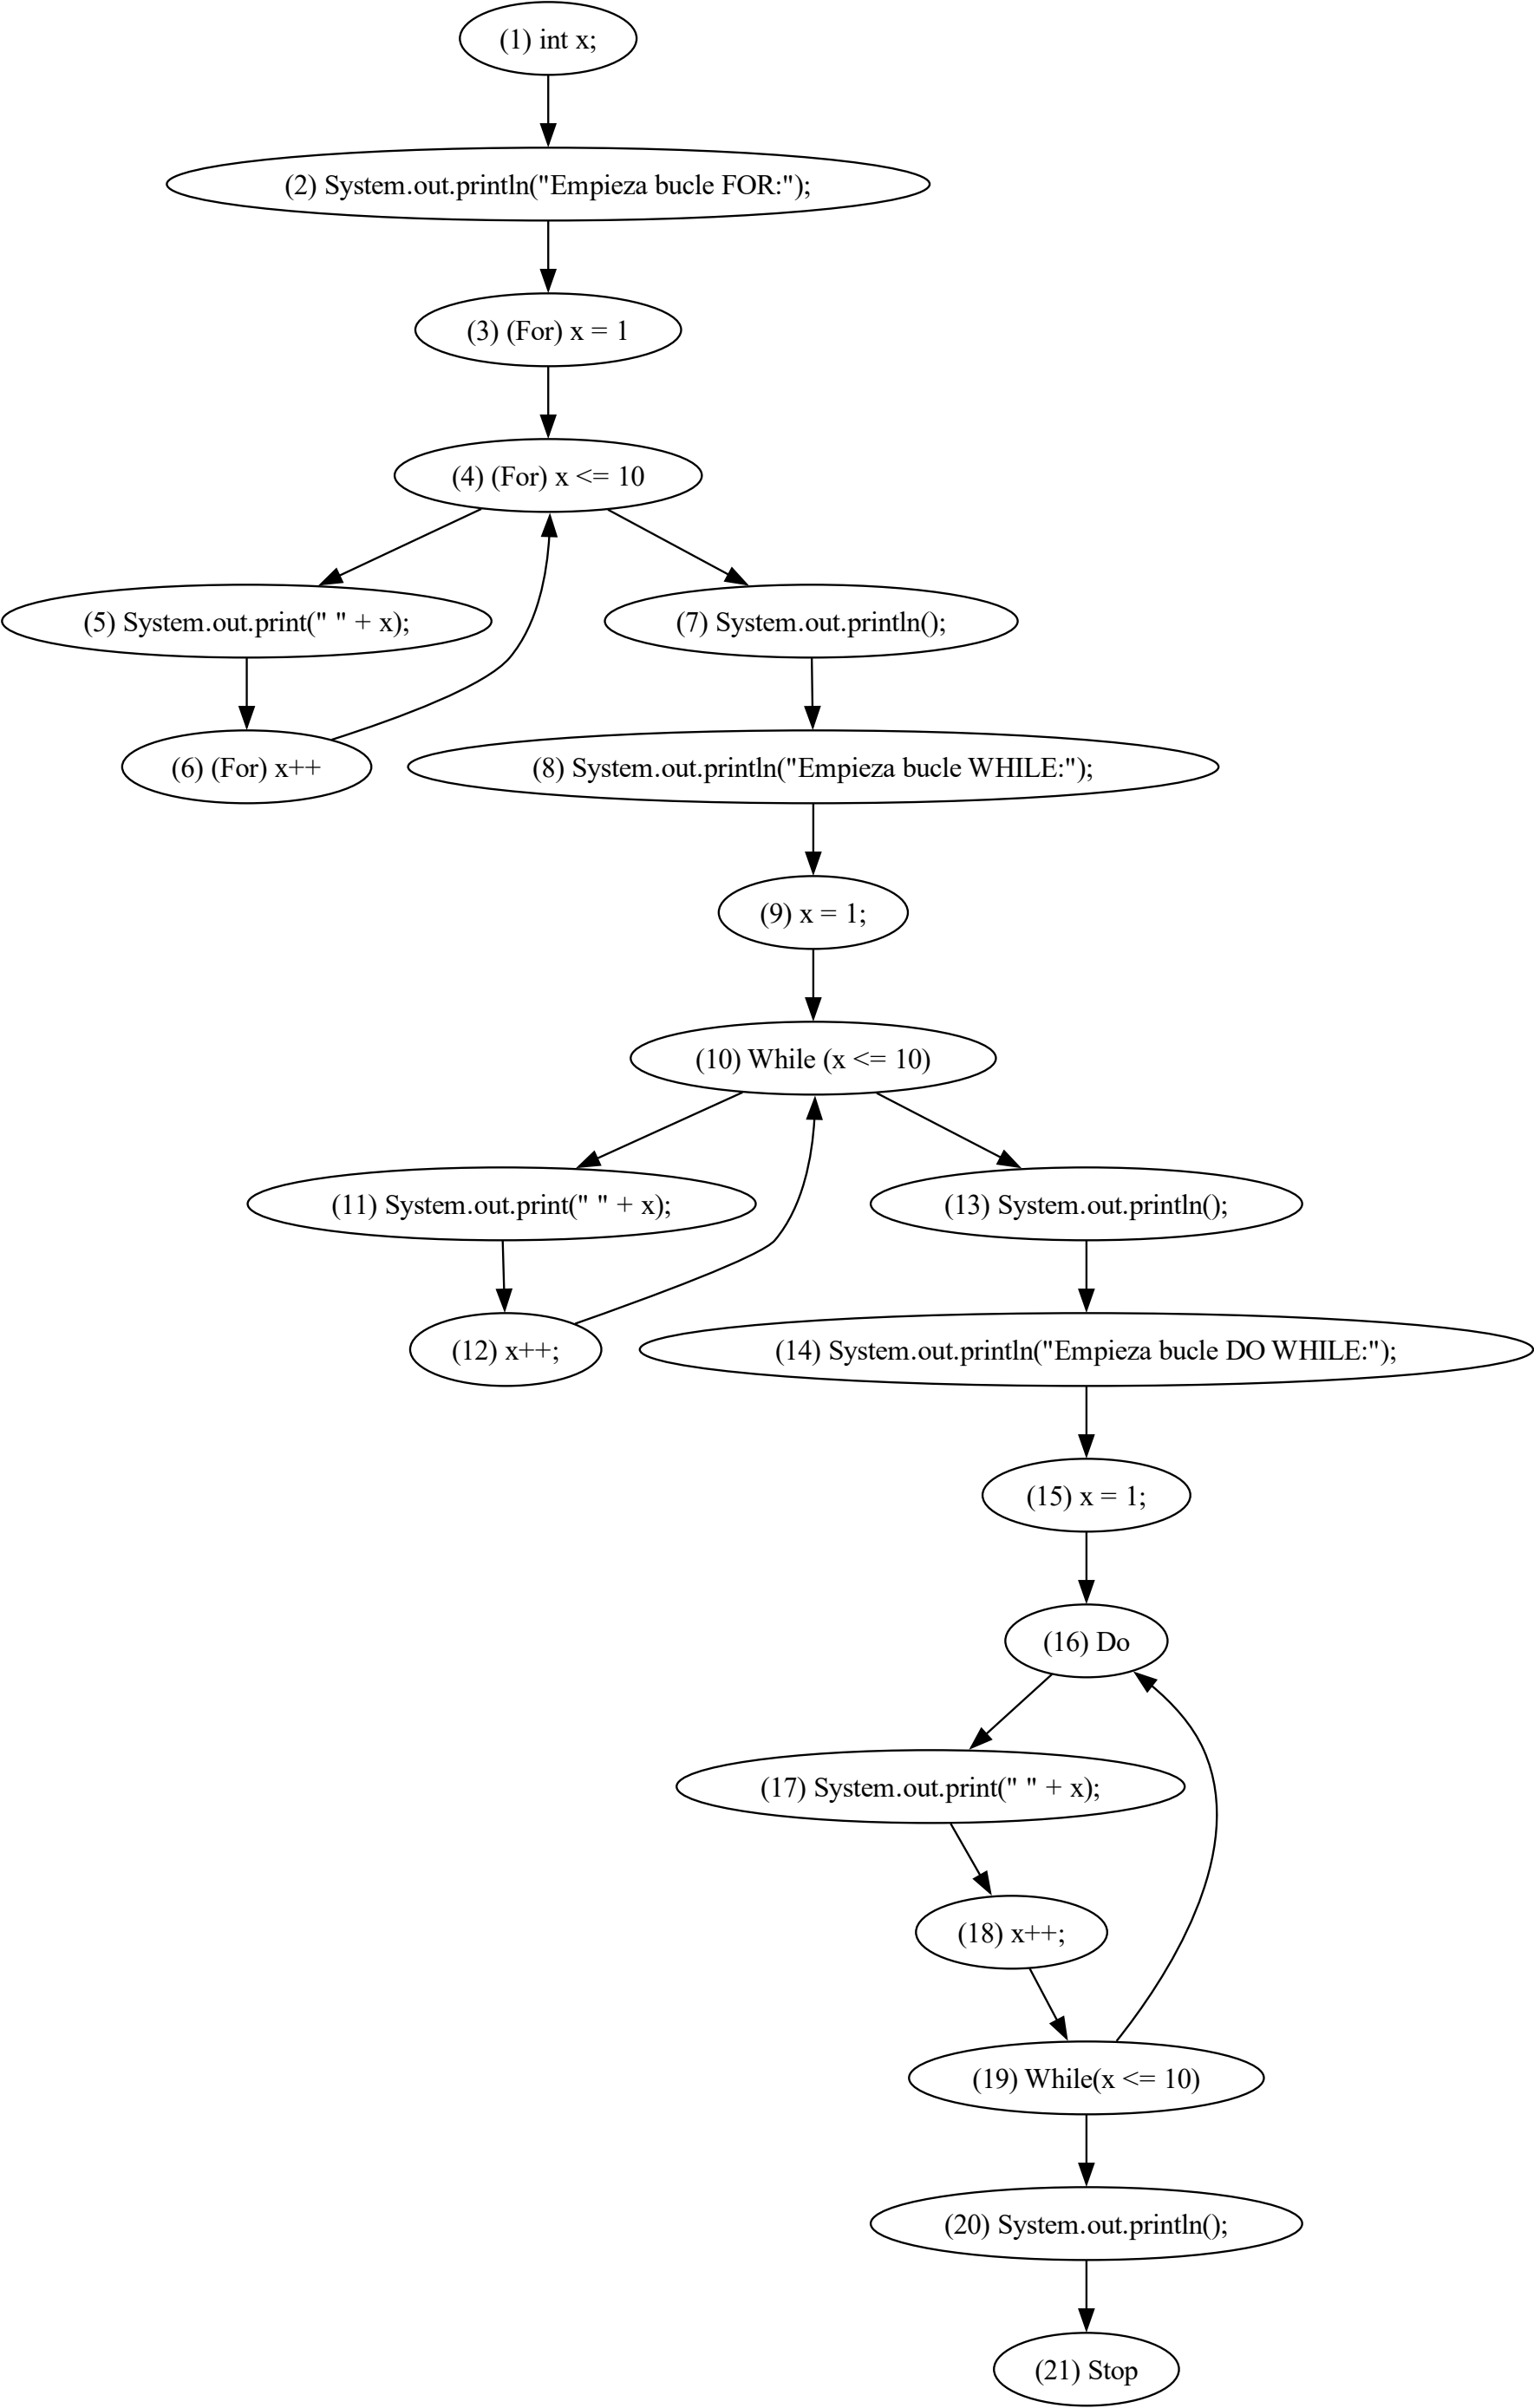 (1) int x;
(2) System.out.println("Empieza bucle FOR:");
(3) (For) x = 1
(4) (For) x <= 10
(5) System.out.print(" " + x);
(7) System.out.println();
(6) (For) x++
(8) System.out.println("Empieza bucle WHILE:");
(9) x = 1;
(10) While (x <= 10)
(11) System.out.print(" " + x);
(13) System.out.println();
(12) x++;
(14) System.out.println("Empieza bucle DO WHILE:");
(15) x = 1;
(16) Do
(17) System.out.print(" " + x);
(18) x++;
(19) While(x <= 10)
(20) System.out.println();
(21) Stop